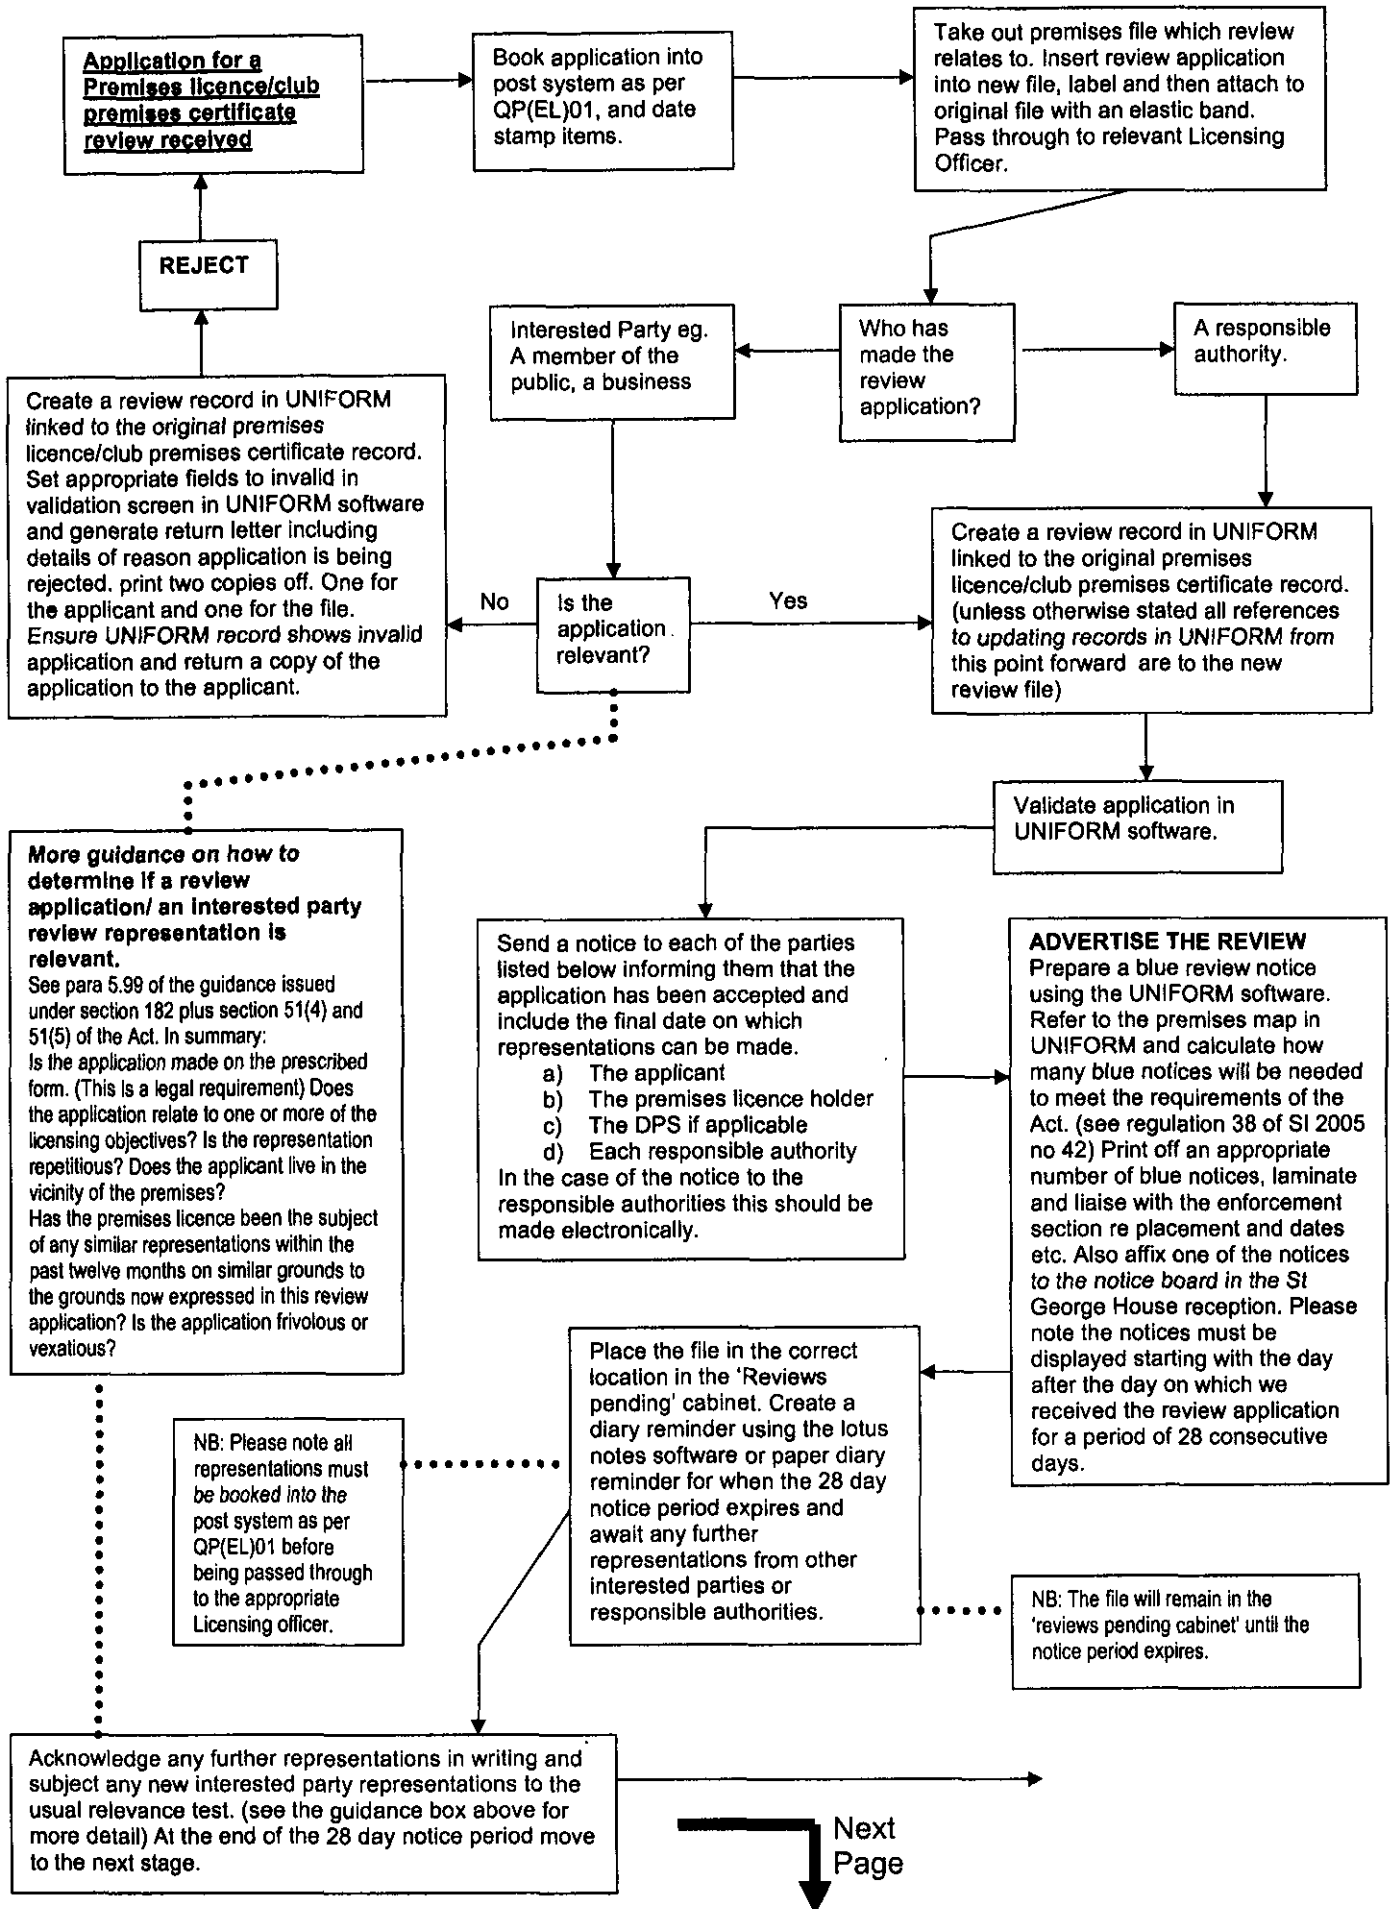 Application for a
Premises licence/club
premises certificate
review received
Book application into
post system as per
QP(EL)01, and date
stamp items.
Take out premises file which review
relates to. Insert review application
into new file, label and then attach to
original file with an elastic band.
Pass through to relevant Licensing
Officer.
REJECT
Interested Party eg.
A member of the
public, a business
Who has
made the
review
application?
A responsible
authority.
Create a review record in UNIFORM
linked to the original premises
licence/club premises certificate record.
Set appropriate fields to invalid in
validation screen in UNIFORM software
and generate return letter including
details of reason application is being
rejected. print two copies off. One for
the applicant and one for the file.
Ensure UNIFORM record shows invalid
application and return a copy of the
application to the applicant.
No
Is the
application
relevant?
Yes
Create a review record in UNIFORM
linked to the original premises
licence/club premises certificate record.
(unless otherwise stated all references
to updating records in UNIFORM from
this point forward are to the new
review file)
Validate application in
UNIFORM software.
More guidance on how to
determine if a review
application/ an interested party
review representation is
relevant.
See para 5.99 of the guidance issued
under section 182 plus section 51(4) and
51(5) of the Act. In summary:
Is the application made on the prescribed
form. (This is a legal requirement) Does
the application relate to one or more of the
licensing objectives? Is the representation
repetitious? Does the applicant live in the
vicinity of the premises?
Has the premises licence been the subject
of any similar representations within the
past twelve months on similar grounds to
the grounds now expressed in this review
application? Is the application frivolous or
vexatious?
Send a notice to each of the parties
listed below informing them that the
application has been accepted and
include the final date on which
representations can be made.
a) The applicant
b) The premises licence holder
c) The DPS if applicable
d) Each responsible authority
In the case of the notice to the
responsible authorities this should be
made electronically.
ADVERTISE THE REVIEW
Prepare a blue review notice
using the UNIFORM software.
Refer to the premises map in
UNIFORM and calculate how
many blue notices will be needed
to meet the requirements of the
Act. (see regulation 38 of SI 2005
no 42) Print off an appropriate
number of blue notices, laminate
and liaise with the enforcement
section re placement and dates
etc. Also affix one of the notices
to the notice board in the St
George House reception. Please
note the notices must be
displayed starting with the day
after the day on which we
received the review application
for a period of 28 consecutive
days.
Place the file in the correct
location in the 'Reviews
pending' cabinet. Create a
diary reminder using the lotus
notes software or paper diary
reminder for when the 28 day
notice period expires and
await any further
representations from other
interested parties or
responsible authorities.
NB: Please note all
representations must
be booked into the
post system as per
QP(EL)01 before
being passed through
to the appropriate
Licensing officer.
NB: The file will remain in the
'reviews pending cabinet' until the
notice period expires.
Acknowledge any further representations in writing and
subject any new interested party representations to the
usual relevance test. (see the guidance box above for
more detail) At the end of the 28 day notice period move
to the next stage.
Next
Page